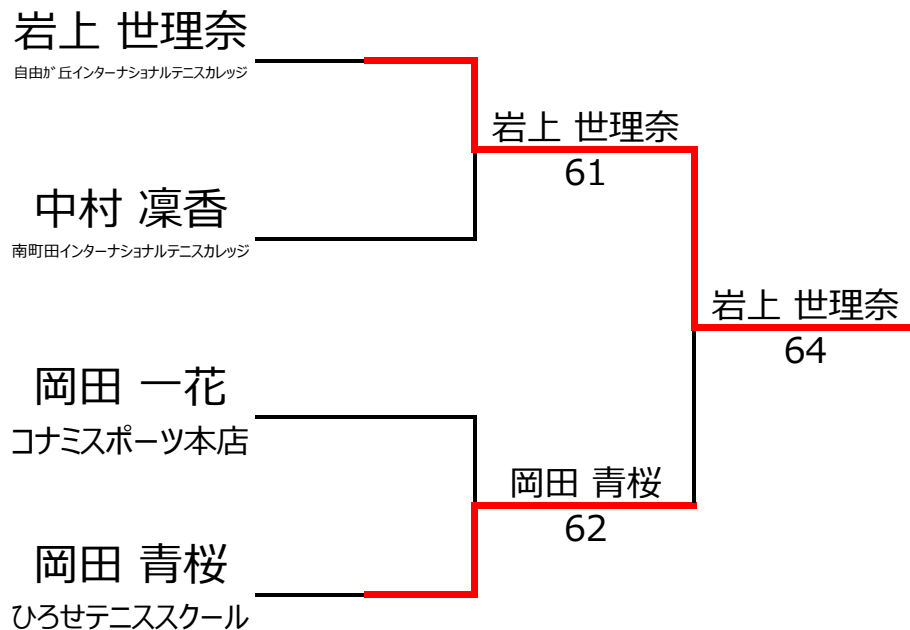 岩上 世理奈
自由が丘インターナショナルテニスカレッジ
岩上 世理奈
61
中村 凜香
南町田インターナショナルテニスカレッジ
岩上 世理奈
64
岡田 一花
コナミスポーツ本店
岡田 青桜
62
岡田 青桜
ひろせテニススクール